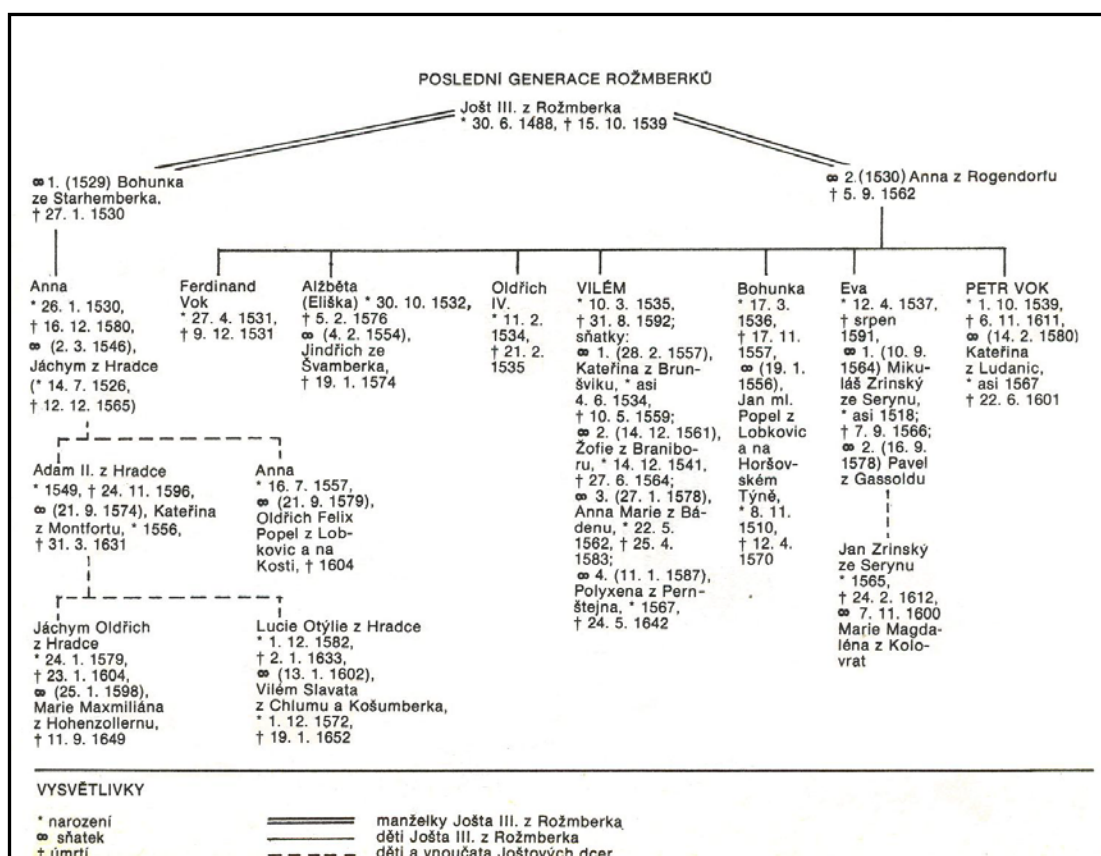 POSLEDNÍ GENERACE ROŽMBERKŮ
Jošt III. z Rožmberka
* 30. 6. 1488, † 15. 10. 1539
⚭ 1. (1529) Bohunka
ze Starhemberka,
† 27. 1. 1530
⚭ 2. (1530) Anna z Rogendorfu
† 5. 9. 1562
Anna
* 26. 1. 1530,
† 16. 12. 1580,
⚭ (2. 3. 1546),
Jáchym z Hradce
(* 14. 7. 1526,
† 12. 12. 1565)
Ferdinand
Vok
* 27. 4. 1531,
† 9. 12. 1531
Alžběta
(Eliška) * 30. 10. 1532,
† 5. 2. 1576
⚭ (4. 2. 1554),
Jindřich ze
Švamberka,
† 19. 1. 1574
Oldřich
IV.
* 11. 2.
1534,
† 21. 2.
1535
VILÉM
* 10. 3. 1535,
† 31. 8. 1592;
sňatky:
⚭ 1. (28. 2. 1557),
Kateřina z Brun-
šviku, * asi
4. 6. 1534,
† 10. 5. 1559;
⚭ 2. (14. 12. 1561),
Žofie z Branibo-
ru, * 14. 12. 1541,
† 27. 6. 1564;
⚭ 3. (27. 1. 1578),
Anna Marie z Bá-
denu, * 22. 5.
1562, † 25. 4.
1583;
⚭ 4. (11. 1. 1587),
Polyxena z Pern-
štejna, * 1567,
† 24. 5. 1642
Bohunka
* 17. 3.
1536,
† 17. 11.
1557,
⚭ (19. 1.
1556),
Jan ml.
Popel z
Lobkovic
a na
Horšov-
ském
Týně,
* 8. 11.
1510,
† 12. 4.
1570
Eva
* 12. 4. 1537,
† srpen
1591,
⚭ 1. (10. 9.
1564) Miku-
láš Zrinský
ze Serynu,
* asi 1518;
† 7. 9. 1566;
⚭ 2. (16. 9.
1578) Pavel
z Gassoldu
PETR VOK
* 1. 10. 1539,
† 6. 11. 1611,
⚭ (14. 2. 1580)
Kateřina
z Ludanic,
* asi 1567
† 22. 6. 1601
Adam II. z Hradce
* 1549, † 24. 11. 1596,
⚭ (21. 9. 1574), Kateřina
z Montfortu, * 1556,
† 31. 3. 1631
Anna
* 16. 7. 1557,
⚭ (21. 9. 1579),
Oldřich Felix
Popel z Lob-
kovic a na
Kosti, † 1604
Jan Zrinský
ze Serynu
* 1565,
† 24. 2. 1612,
⚭ 7. 11. 1600
Marie Magda-
léna z Kolo-
vrat
Jáchym Oldřich
z Hradce
* 24. 1. 1579,
† 23. 1. 1604,
⚭ (25. 1. 1598),
Marie Maxmiliána
z Hohenzollernu,
† 11. 9. 1649
Lucie Otýlie z Hradce
* 1. 12. 1582,
† 2. 1. 1633,
⚭ (13. 1. 1602),
Vilém Slavata
z Chlumu a Košumberka,
* 1. 12. 1572,
† 19. 1. 1652
VYSVĚTLIVKY
* narození
⚭ sňatek
† úmrtí
manželky Jošta III. z Rožmberka
děti Jošta III. z Rožmberka
děti a vnoučata Joštových dcer